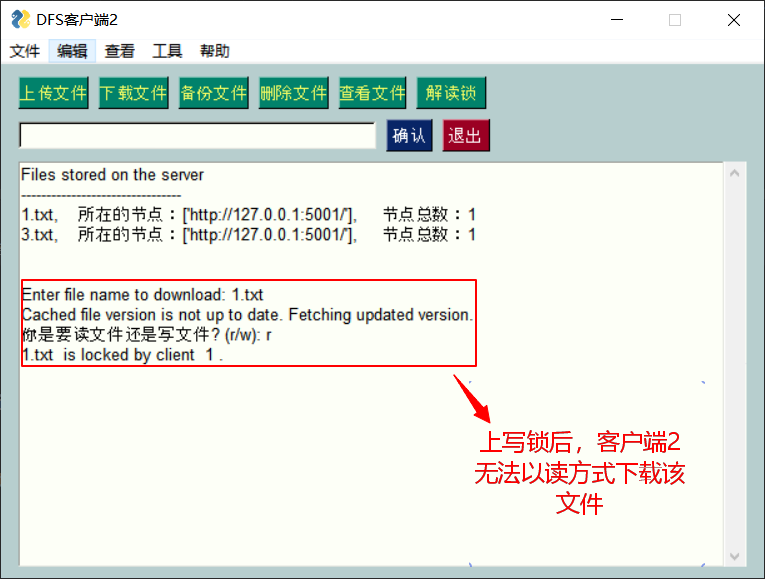 DFS客户端2
文件 编辑 查看 工具 帮助
上传文件 下载文件 备份文件 删除文件 查看文件 解读锁
确认 退出
Files stored on the server
--------------------------------
1.txt, 所在的节点：['http://127.0.0.1:5001/'], 节点总数：1
3.txt, 所在的节点：['http://127.0.0.1:5001/'], 节点总数：1
Enter file name to download: 1.txt
Cached file version is not up to date. Fetching updated version.
你是要读文件还是写文件? (r/w): r
1.txt is locked by client 1 .
上写锁后，客户端2
无法以读方式下载该
文件